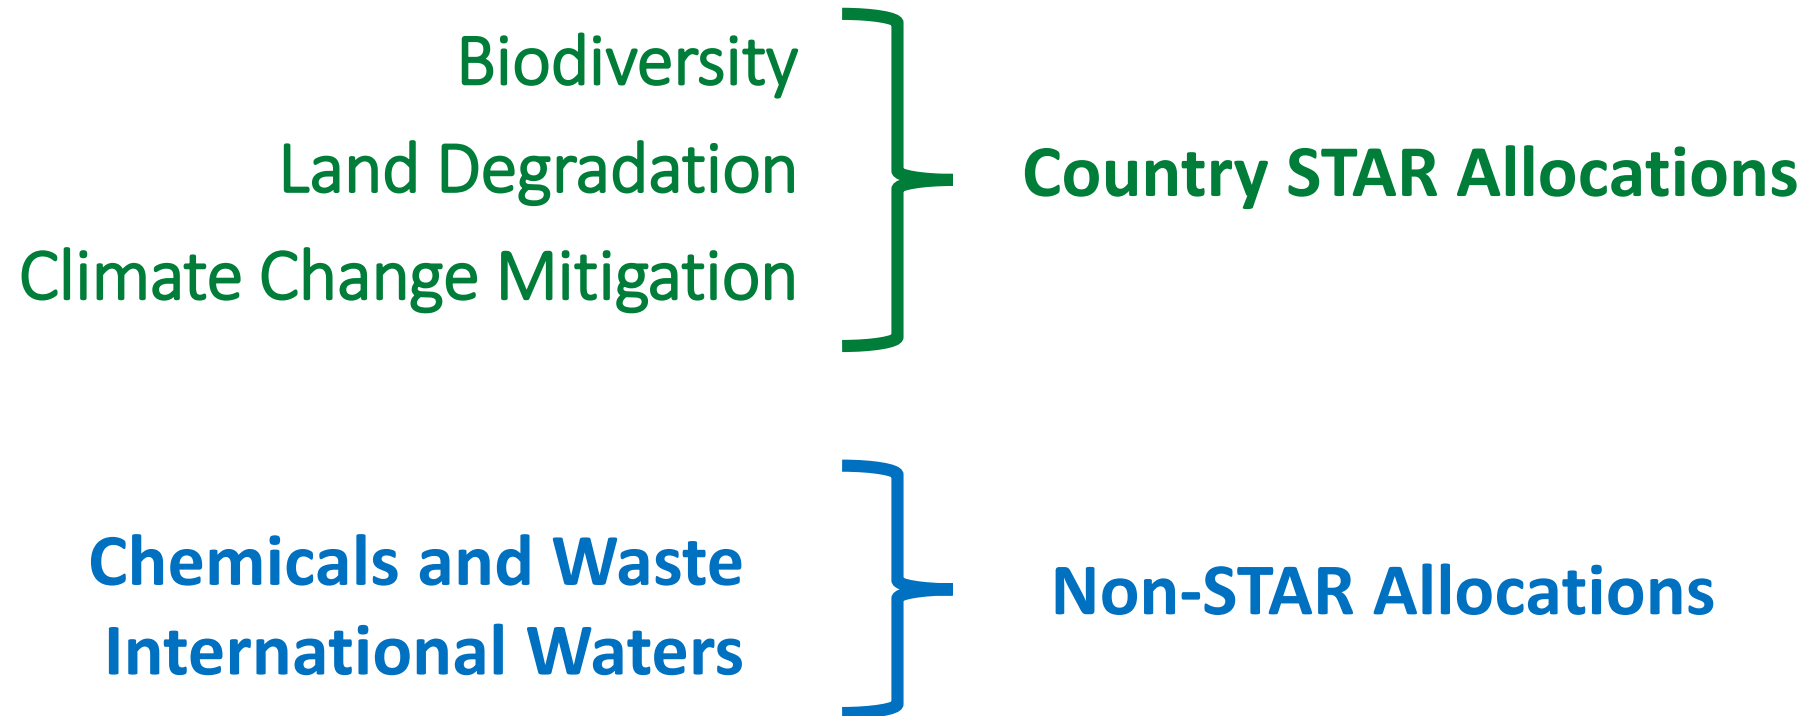 Biodiversity
Land Degradation
Climate Change Mitigation
Country STAR Allocations
Chemicals and Waste
International Waters
Non-STAR Allocations